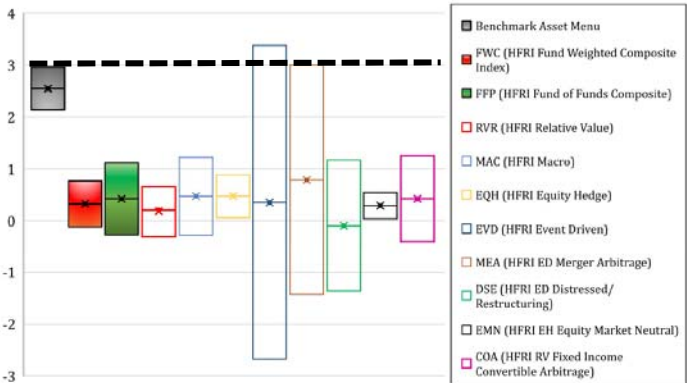 4
3
2
1
0
-1
-2
-3
Benchmark Asset Menu
FWC (HFRI Fund Weighted Composite
Index)
FFP (HFRI Fund of Funds Composite)
RVR (HFRI Relative Value)
MAC (HFRI Macro)
EQH (HFRI Equity Hedge)
EVD (HFRI Event Driven)
MEA (HFRI ED Merger Arbitrage)
DSE (HFRI ED Distressed/
Restructuring)
EMN (HFRI EH Equity Market Neutral)
COA (HFRI RV Fixed Income
Convertible Arbitrage)